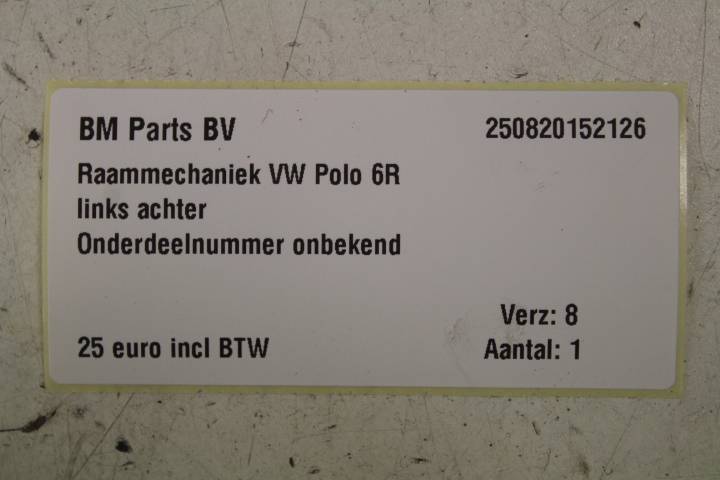 BM Parts BV 250820152126
Raammechaniek VW Polo 6R
links achter
Onderdeelnummer onbekend
Verz: 8
25 euro incl BTW Aantal: 1